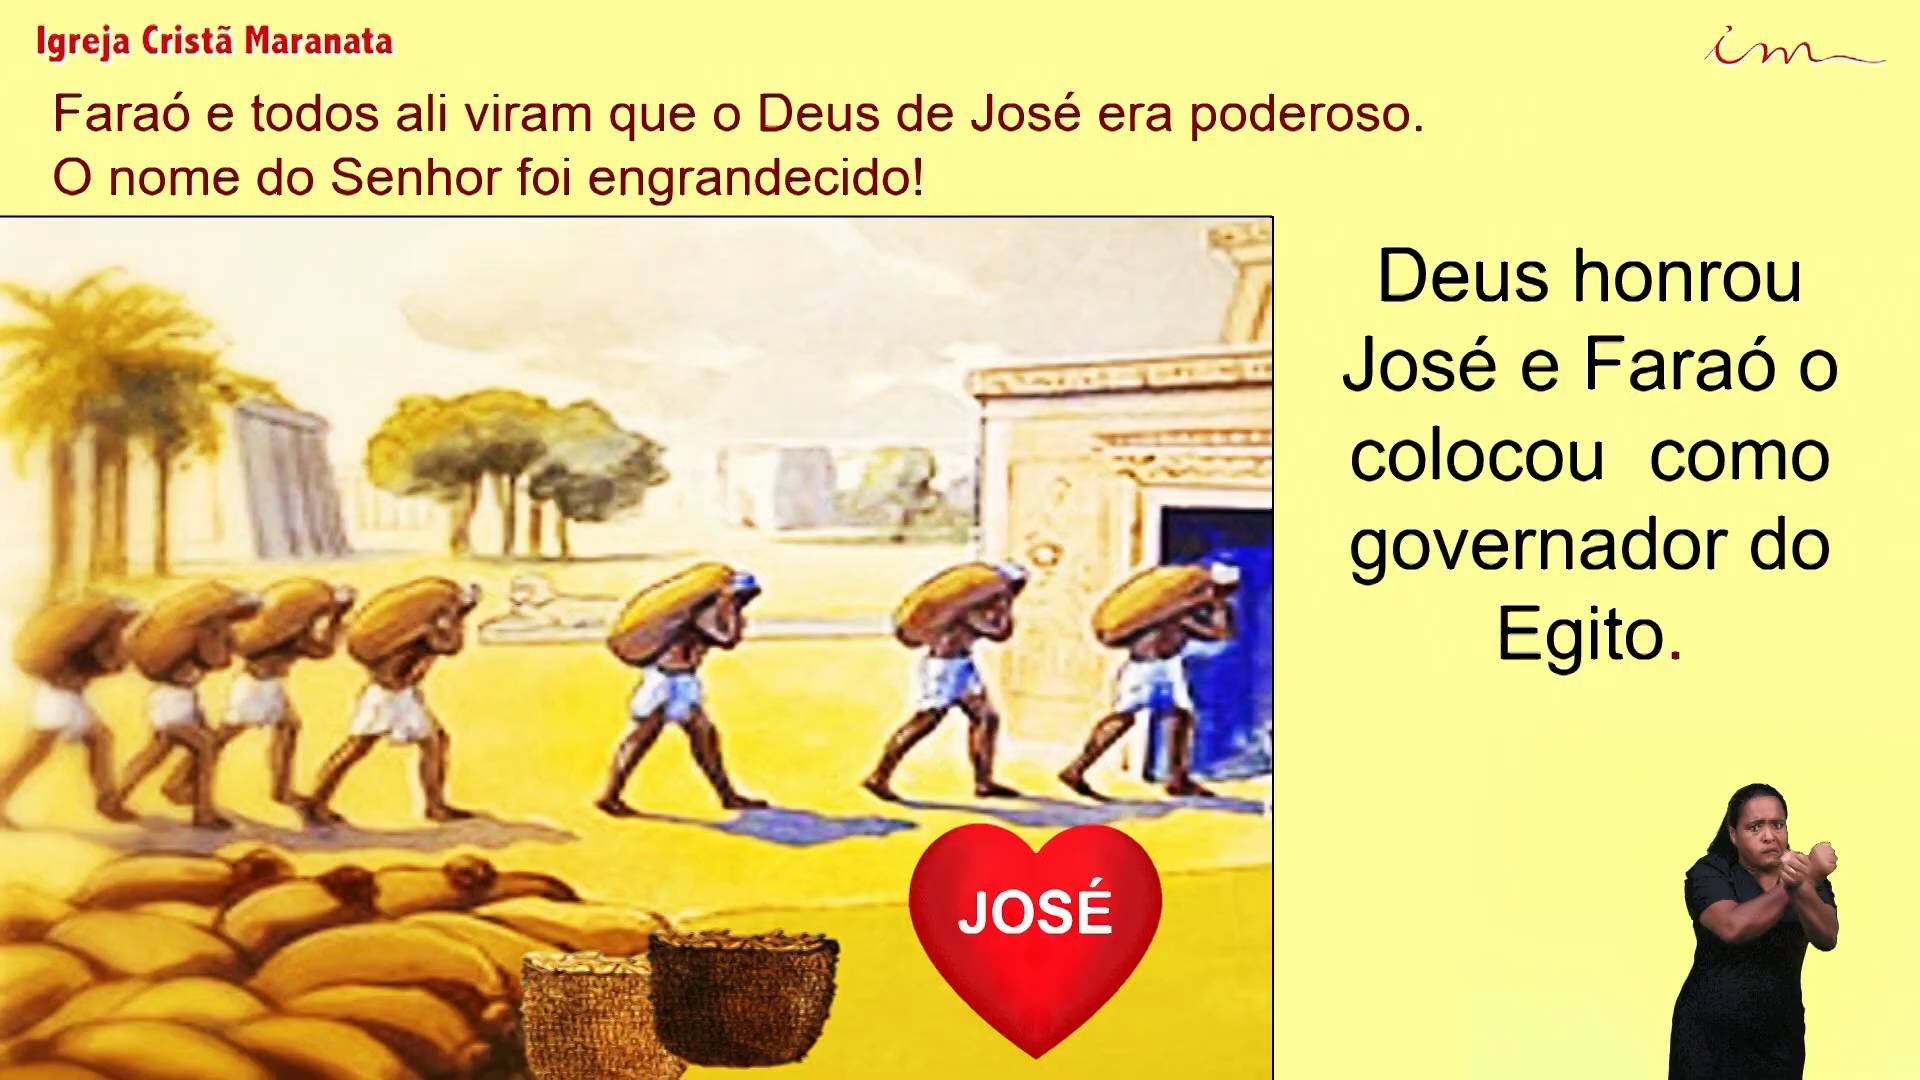 Igreja Cristã Maranata
im
Faraó e todos ali viram que o Deus de José era poderoso.
O nome do Senhor foi engrandecido!
Deus honrou
José e Faraó o
colocou como
governador do
Egito.
JOSÉ